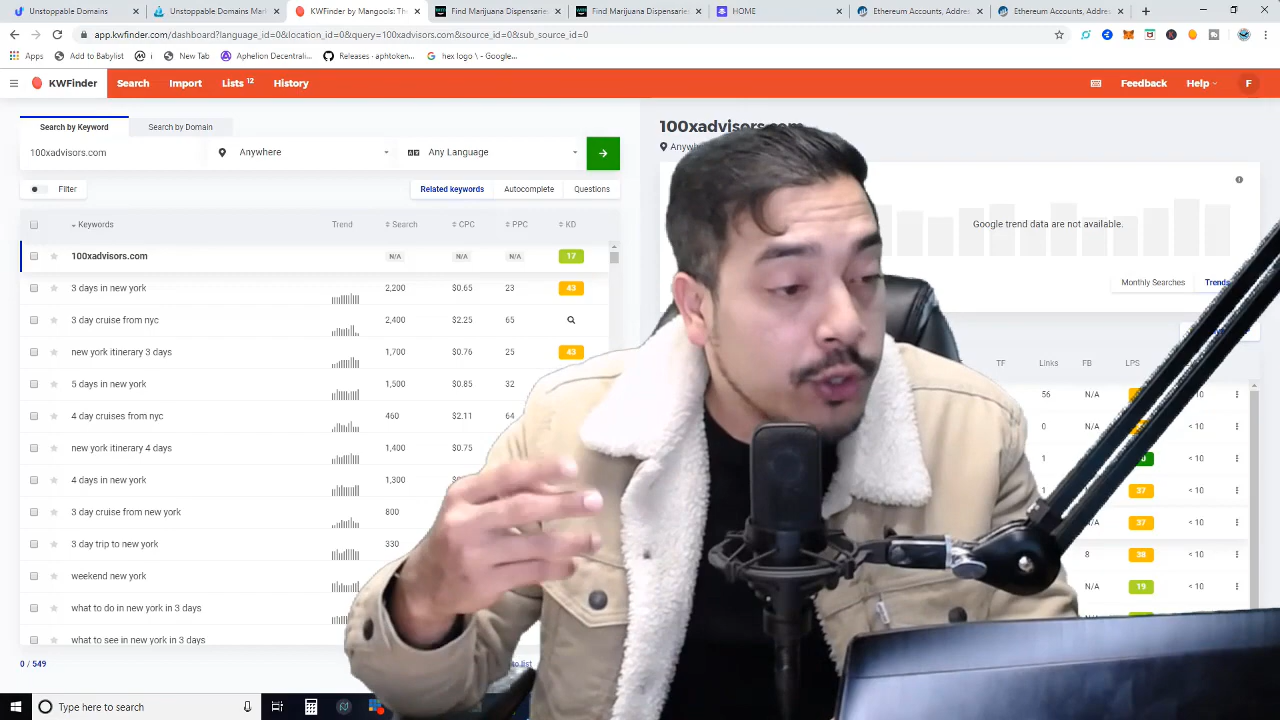 Unstoppable Domains
Unstoppable Domains | Mar
KWFinder by Mangools: Th
Find Marijuana Dispensarie
Find Marijuana Dispensarie
HOME
Ethereum Accounts, Addres
Ethereum Accounts, Addres
app.kwfinder.com/dashboard?language_id=0&location_id=0&query=100xadvisors.com&source_id=0&sub_source_id=0
Apps
Add to Babylist
New Tab
Aphelion Decentrali...
Releases · aphtoken...
hex logo \ - Google...
KWFinder
Search
Import
Lists 12
History
Feedback
Help
F
Search by Keyword
Search by Domain
100xadvisors.com
Anywhere
Any Language
100xadvisors.com
Filter
Related keywords
Autocomplete
Questions
Google trend data are not available.
Monthly Searches
Trends
Keywords
Trend
Search
CPC
PPC
KD
100xadvisors.com N/A N/A N/A 17
3 days in new york 2,200 $0.65 23 43
3 day cruise from nyc 2,400 $2.25 65
new york itinerary 3 days 1,700 $0.76 25 43
5 days in new york 1,500 $0.85 32
4 day cruises from nyc 460 $2.11 64
new york itinerary 4 days 1,400 $0.80
4 days in new york 1,300
3 day cruise from new york 800
3 day trip to new york 330
weekend new york
what to do in new york in 3 days
what to see in new york in 3 days
0 / 549
TF Links FB LPS
56 N/A < 10
0 N/A < 10
1 < 10
37 < 10
37 < 10
8 38 < 10
N/A 19 < 10
Type here to search